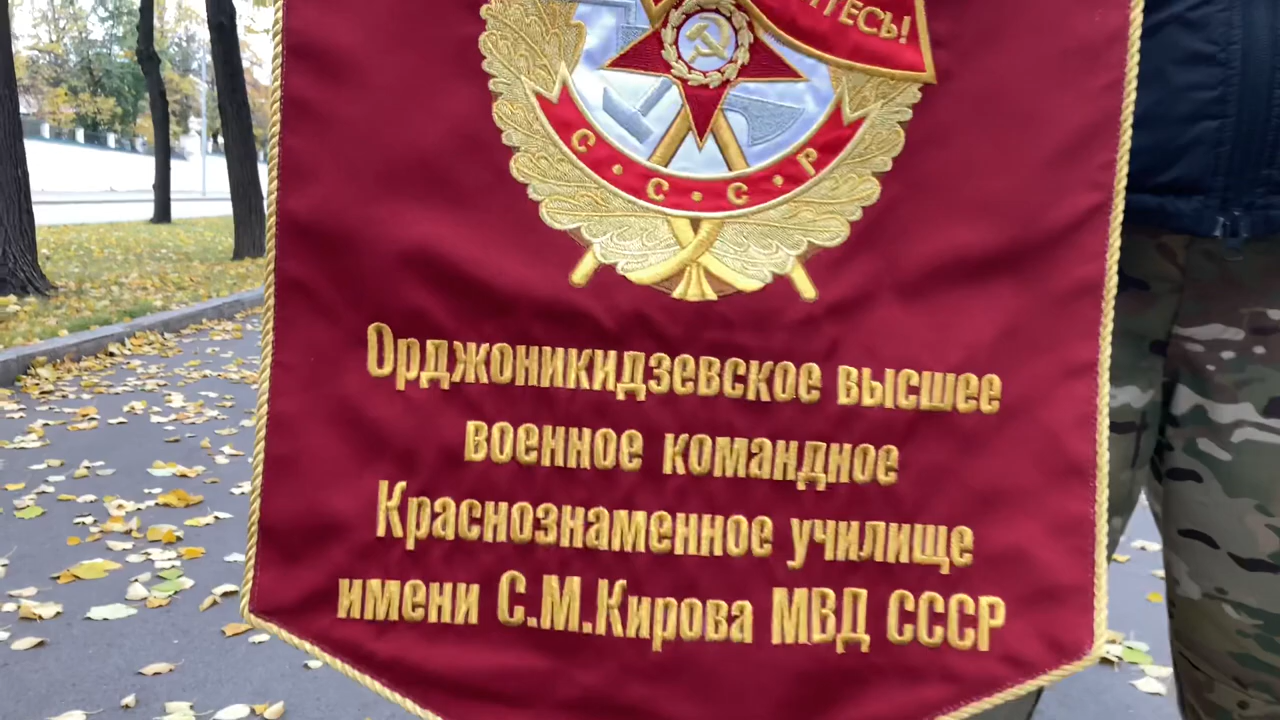 С·С·С·Р
Орджоникидзевское высшее
военное командное
Краснознаменное училище
имени С.М.Кирова МВД СССР